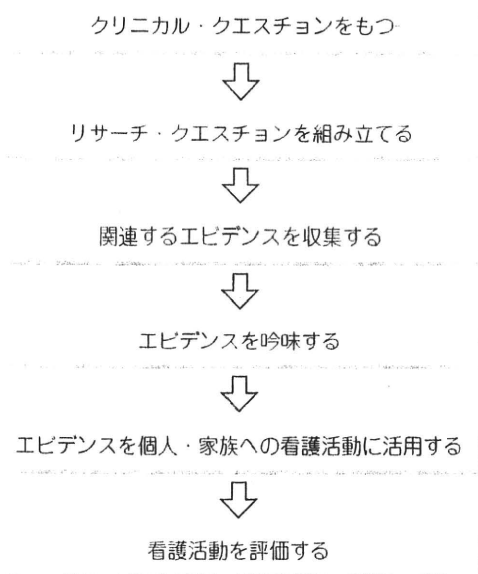 クリニカル・クエスチョンをもつ
リサーチ・クエスチョンを組み立てる
関連するエビデンスを収集する
エビデンスを吟味する
エビデンスを個人・家族への看護活動に活用する
看護活動を評価する